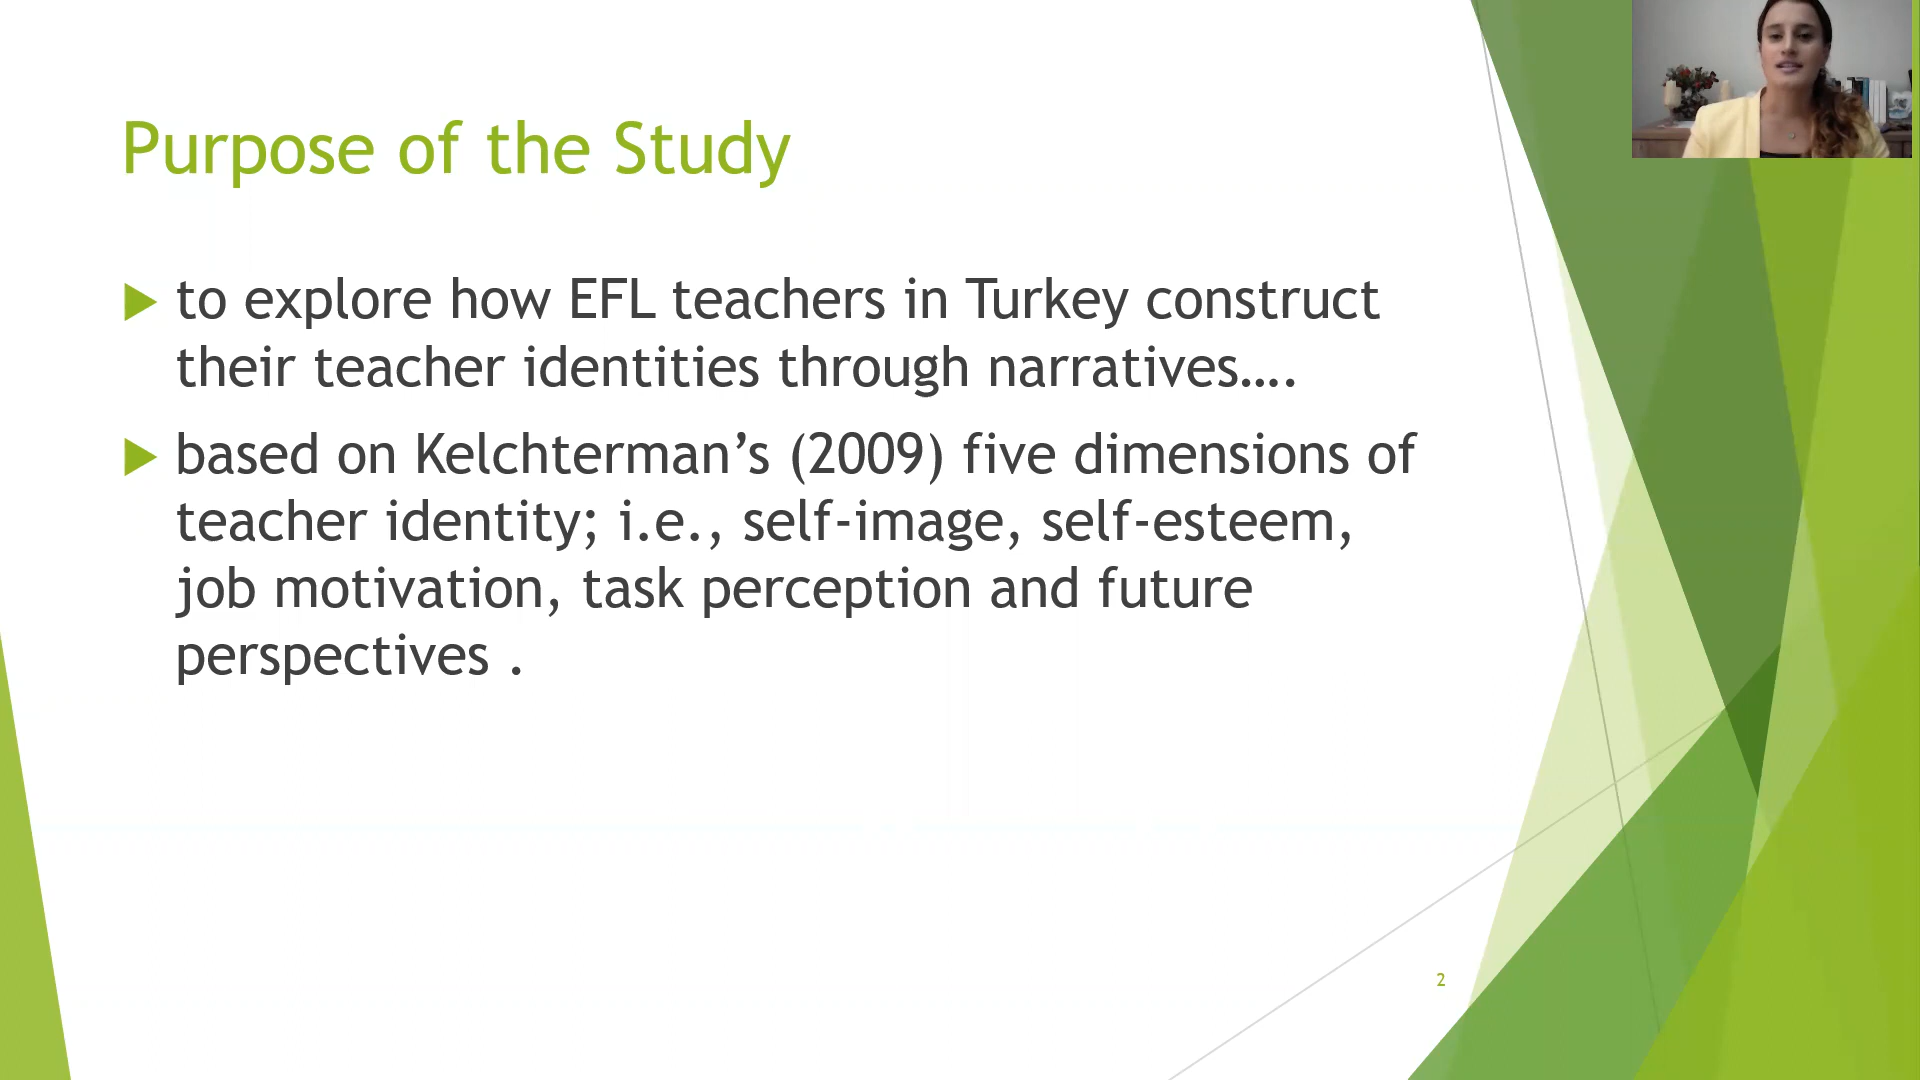 Purpose of the Study
to explore how EFL teachers in Turkey construct
their teacher identities through narratives….
based on Kelchterman’s (2009) five dimensions of
teacher identity; i.e., self-image, self-esteem,
job motivation, task perception and future
perspectives .
2